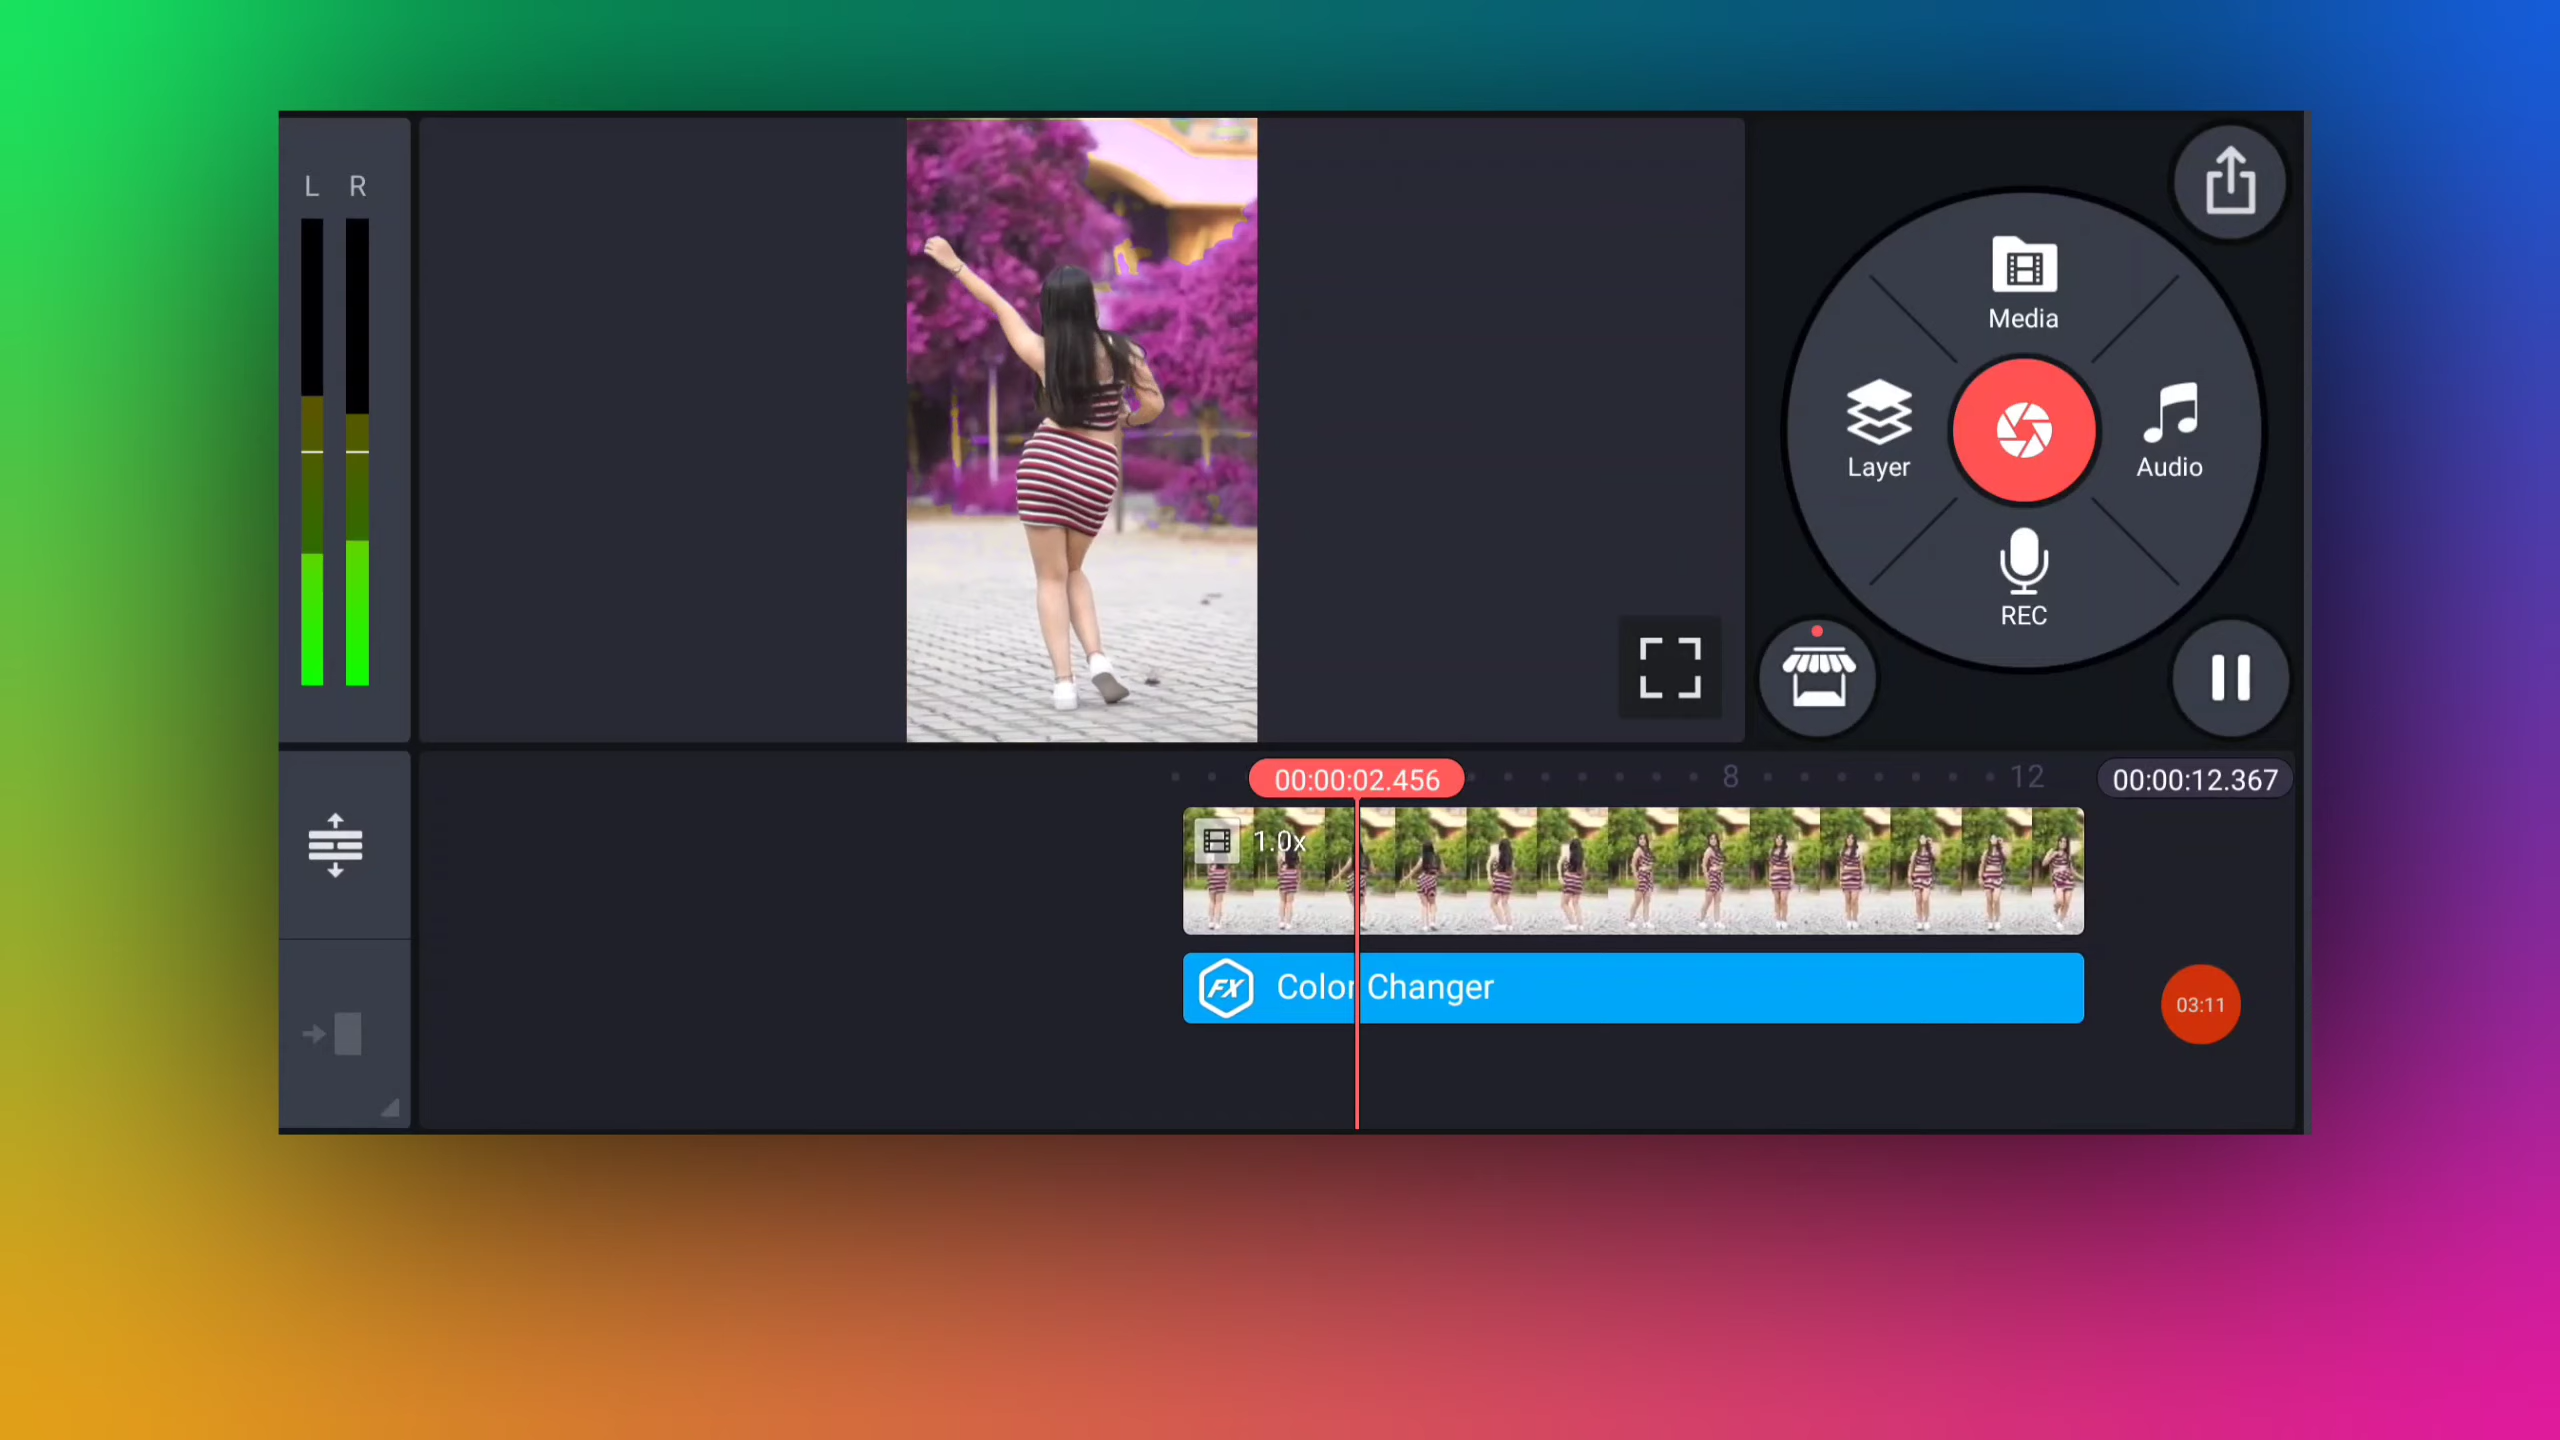 L R
Media
Layer
Audio
REC
00:00:02.456
8
12
00:00:12.367
1.0x
FX Color Changer
03:11